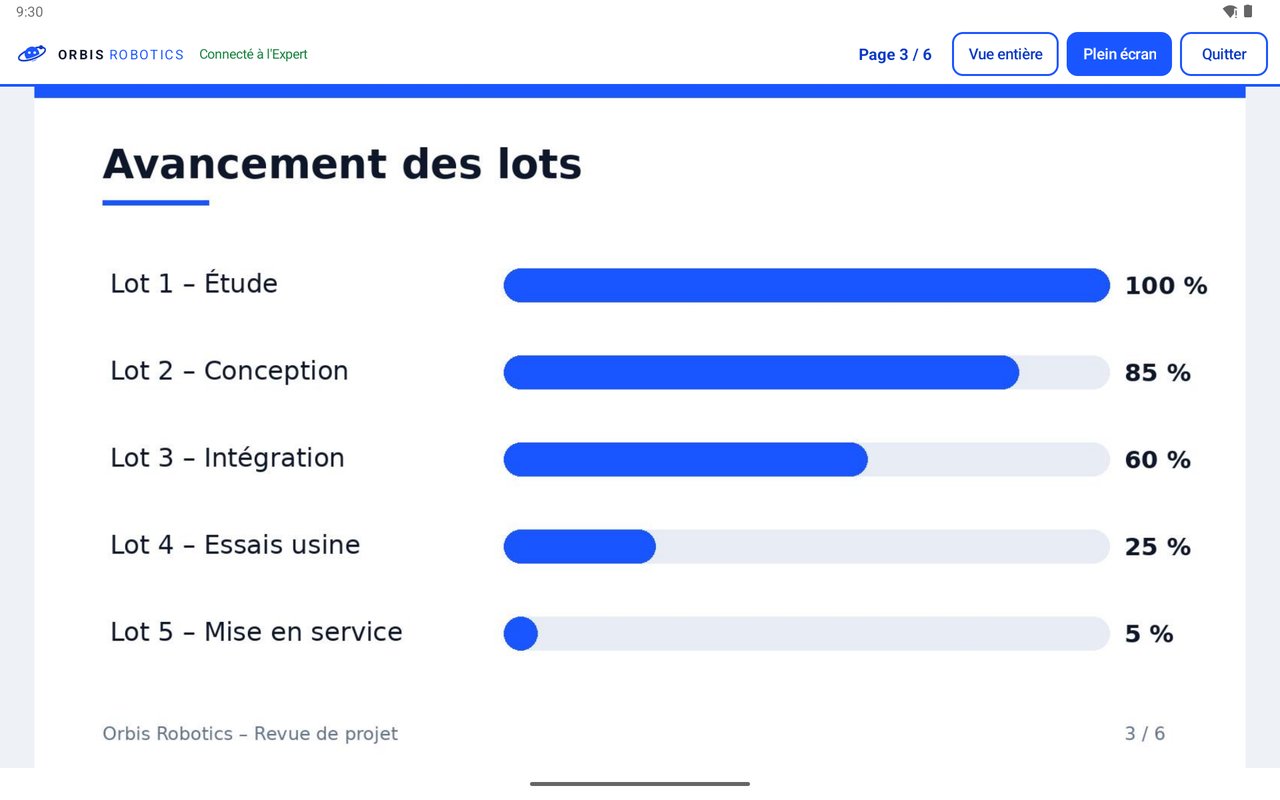 9:30
ORBIS ROBOTICS Connecté à l'Expert Page 3 / 6 Vue entière Plein écran Quitter
Avancement des lots
Lot 1 – Étude 100 %
Lot 2 – Conception 85 %
Lot 3 – Intégration 60 %
Lot 4 – Essais usine 25 %
Lot 5 – Mise en service 5 %
Orbis Robotics – Revue de projet 3 / 6